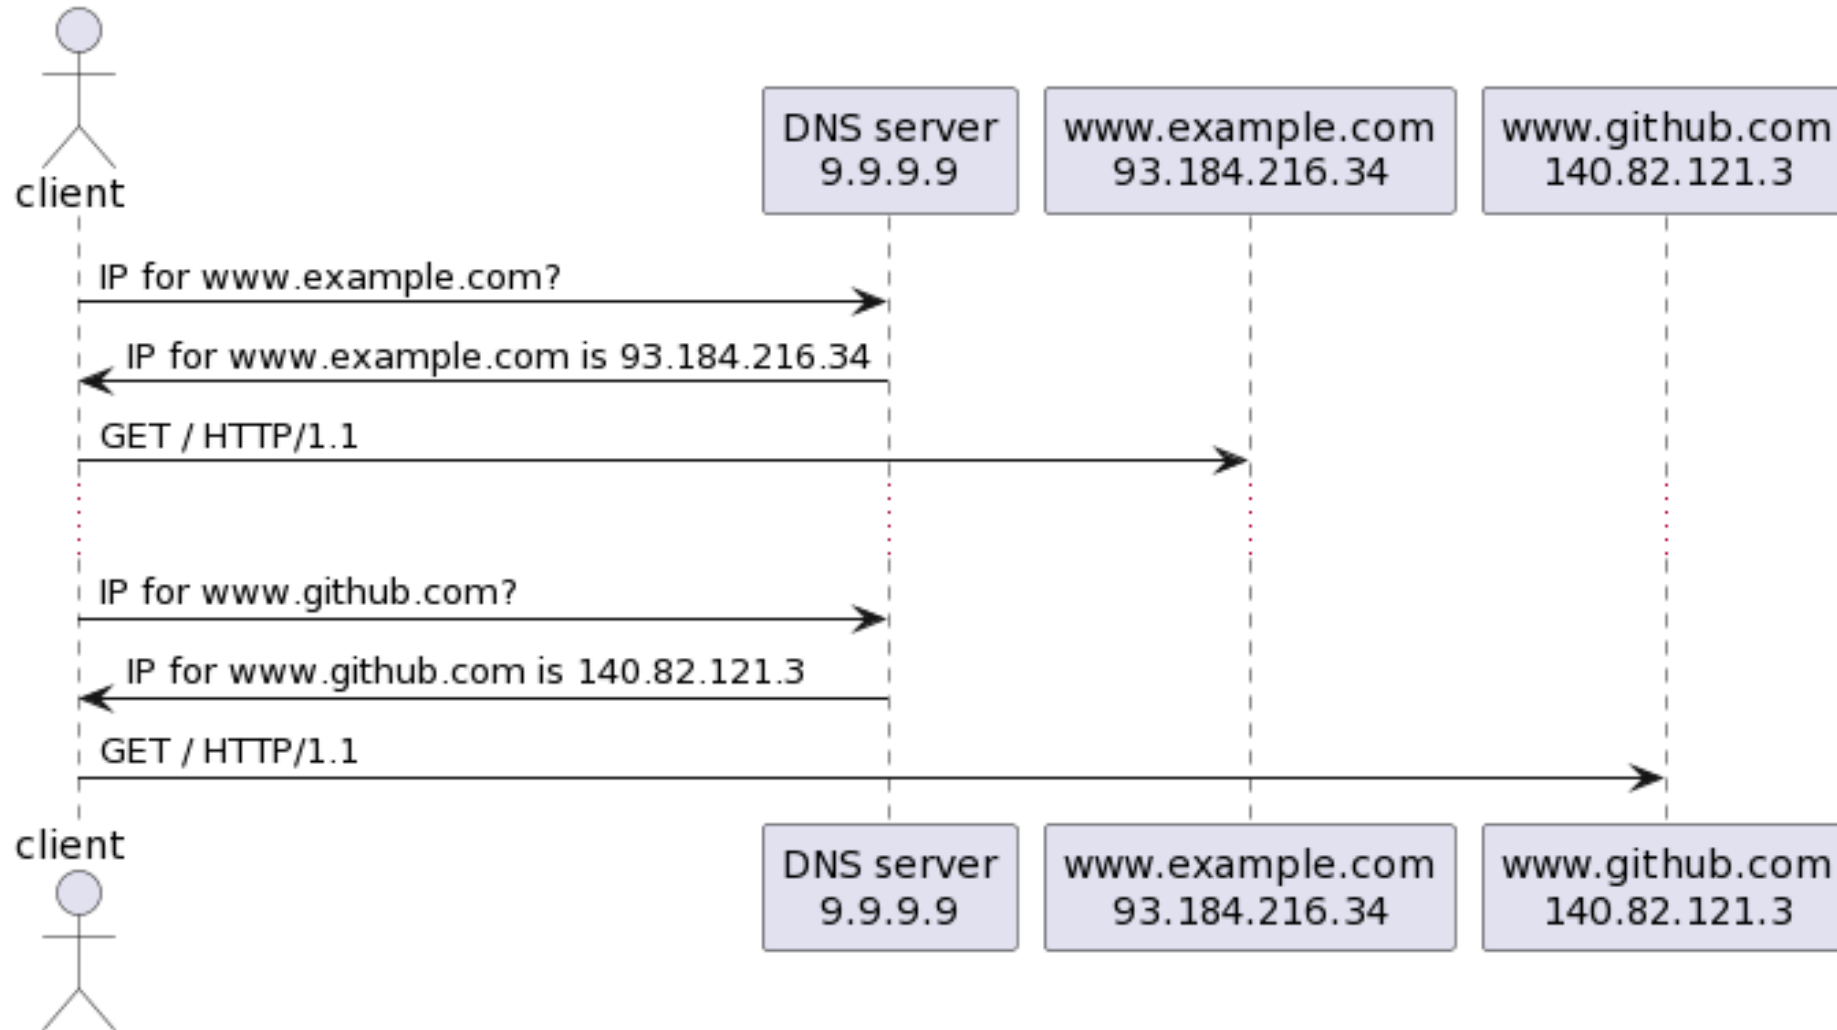 client
DNS server
9.9.9.9
www.example.com
93.184.216.34
www.github.com
140.82.121.3
IP for www.example.com?
IP for www.example.com is 93.184.216.34
GET / HTTP/1.1
IP for www.github.com?
IP for www.github.com is 140.82.121.3
GET / HTTP/1.1
client
DNS server
9.9.9.9
www.example.com
93.184.216.34
www.github.com
140.82.121.3